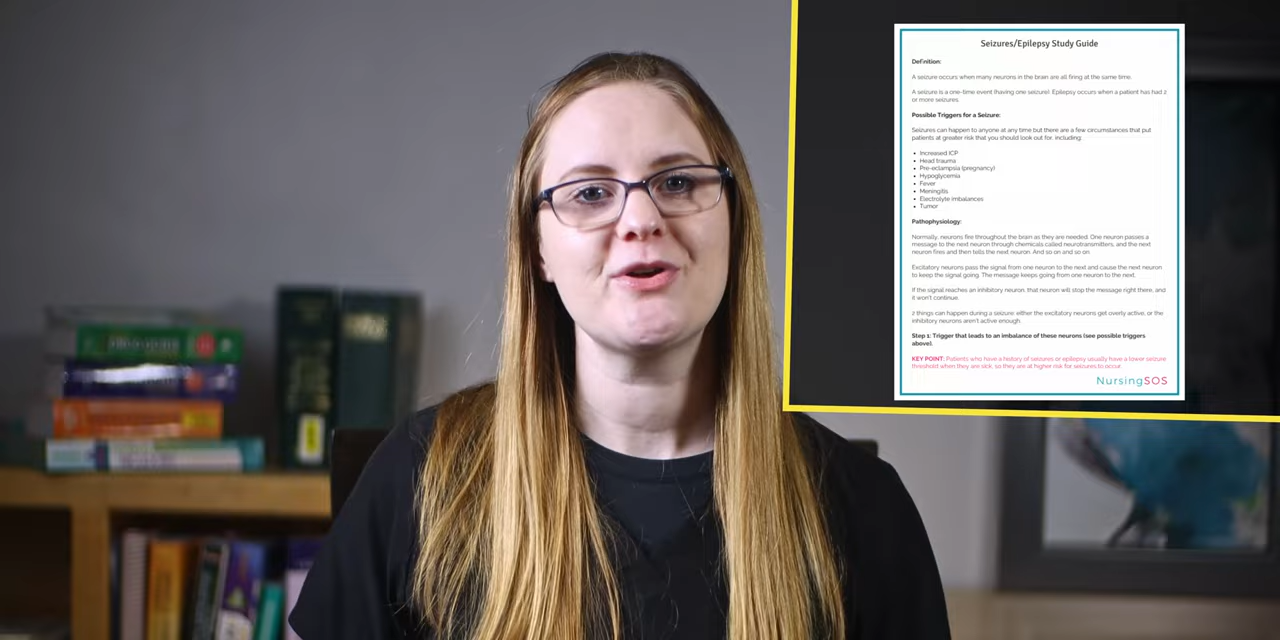 Seizures/Epilepsy Study Guide
Definition:
A seizure occurs when many neurons in the brain are all firing at the same time.
A seizure is a one-time event (having one seizure). Epilepsy occurs when a patient has had 2
or more seizures.
Possible Triggers for a Seizure:
Seizures can happen to anyone at any time but there are a few circumstances that put
patients at greater risk that you should look out for, including:
Increased ICP
Head trauma
Pre-eclampsia (pregnancy)
Hypoglycemia
Fever
Meningitis
Electrolyte Imbalances
Tumor
Pathophysiology:
Normally, neurons fire throughout the brain as they are needed. One neuron passes a
message to the next neuron through chemicals called neurotransmitters, and the next
neuron fires and then tells the next neuron. And so on and so on
Excitatory neurons pass the signal from one neuron to the next and cause the next neuron
to keep the signal going. The message keeps going from one neuron to the next.
If the signal reaches an inhibitory neuron, that neuron will stop the message right there, and
it won't continue.
2 things can happen during a seizure: either the excitatory neurons get overly active, or the
inhibitory neurons aren't active enough.
Step 1: Trigger that leads to an imbalance of these neurons (see possible triggers
above).
KEY POINT: Patients who have a history of seizures or epilepsy usually have a lower seizure
threshold when they are sick, so they are at higher risk for seizures to occur
NursingSOS